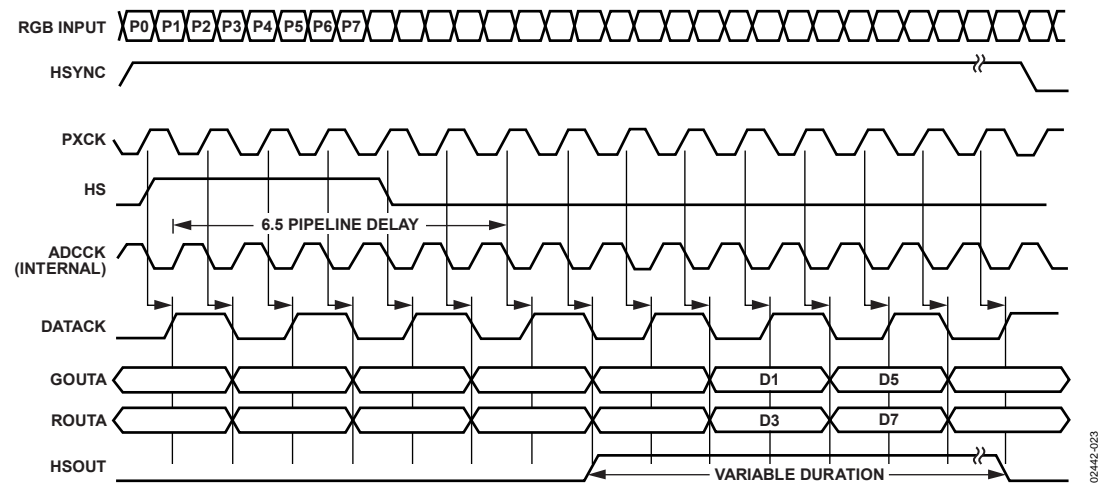 RGB INPUT P0 P1 P2 P3 P4 P5 P6 P7
HSYNC
PXCK
HS
6.5 PIPELINE DELAY
ADCCK
(INTERNAL)
DATACK
GOUTA D1 D5
ROUTA D3 D7
HSOUT VARIABLE DURATION
02442-023